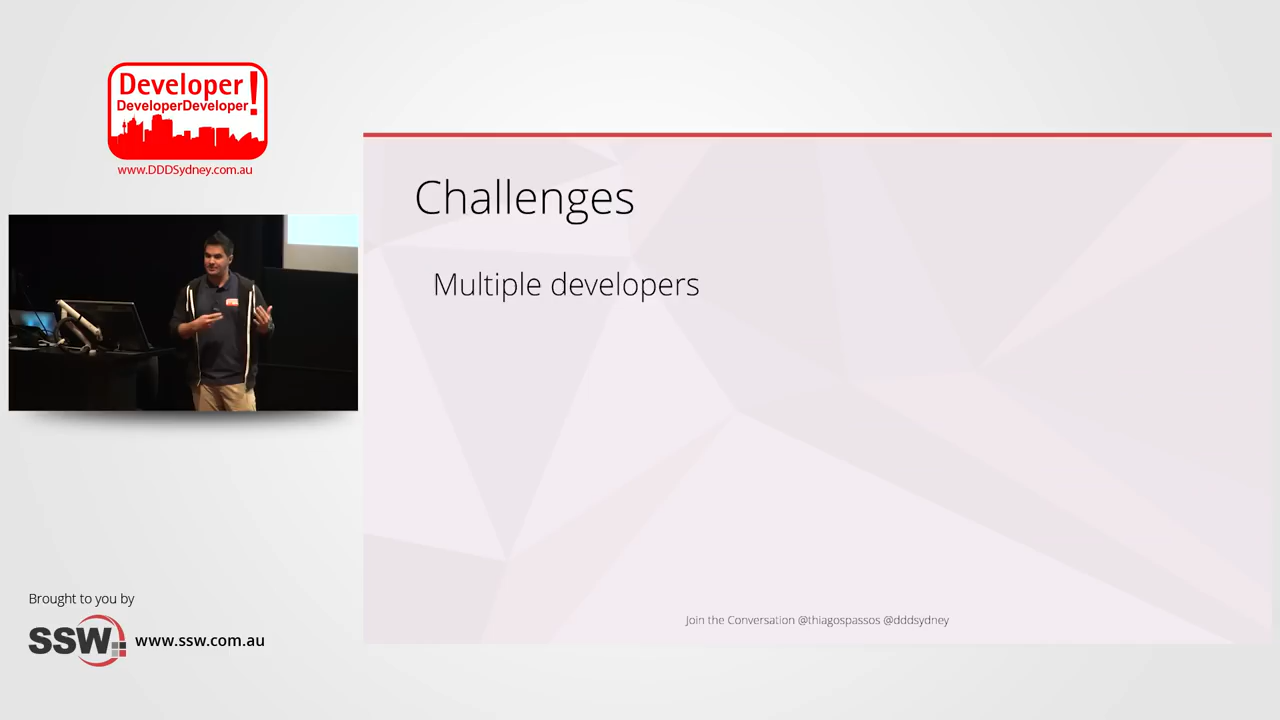 Developer!
DeveloperDeveloper
www.DDDSydney.com.au
Challenges
Multiple developers
Join the Conversation @thiagospassos @dddsydney
Brought to you by
SSW
www.ssw.com.au